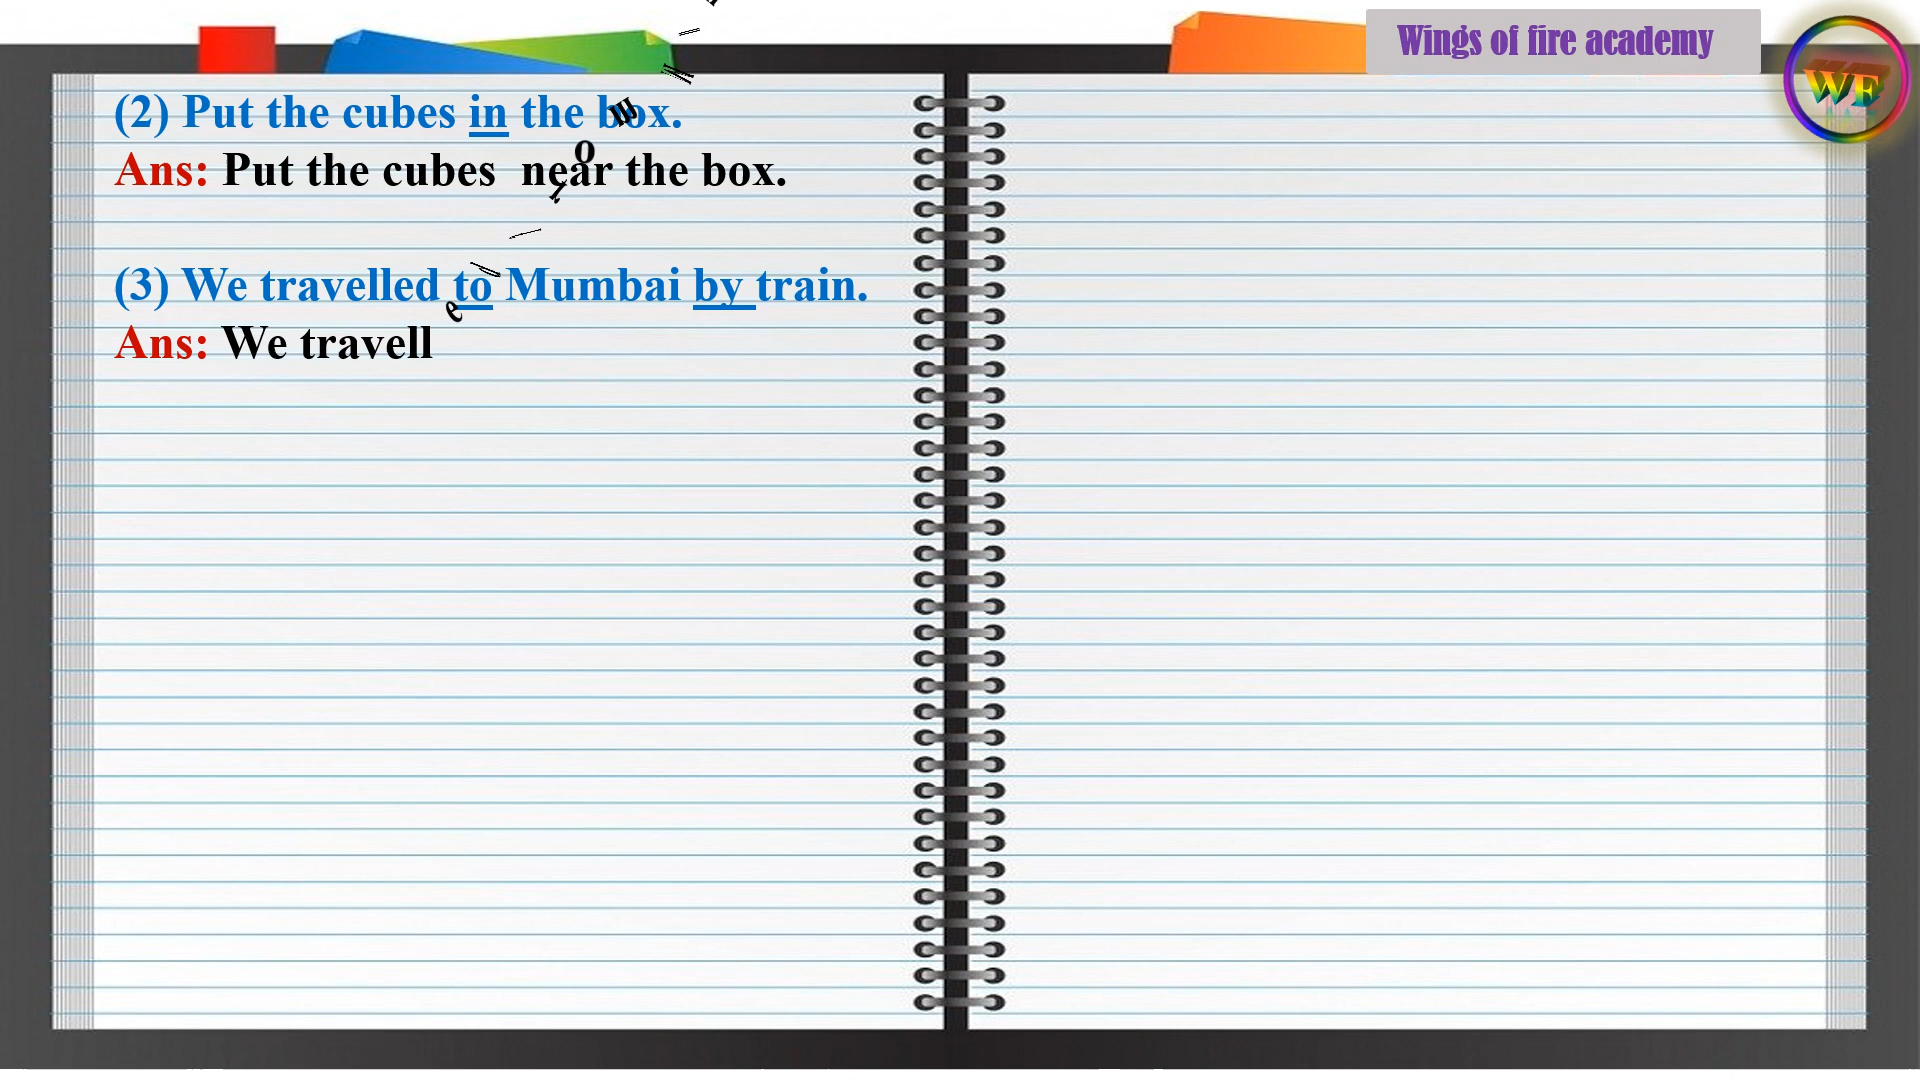 Wings of fire academy
WE
(2) Put the cubes in the box.
Ans: Put the cubes near the box.
(3) We travelled to Mumbai by train.
Ans: We travell